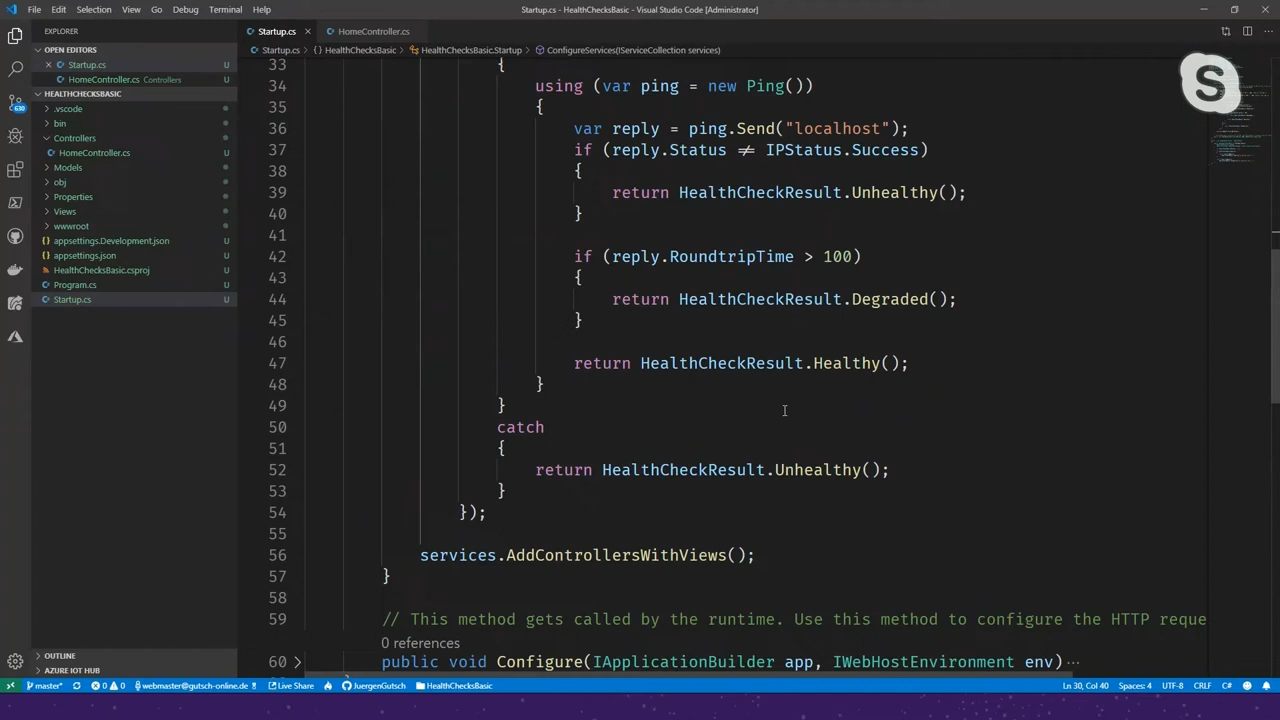 File Edit Selection View Go Debug Terminal Help
Startup.cs - HealthChecksBasic - Visual Studio Code [Administrator]
EXPLORER
Startup.cs
HomeController.cs
OPEN EDITORS
Startup.cs U
HomeController.cs Controllers U
HEALTHCHECKSBASIC
.vscode
bin
Controllers
HomeController.cs U
Models
obj
Properties
Views
wwwroot
appsettings.Development.json U
appsettings.json U
HealthChecksBasic.csproj U
Program.cs U
Startup.cs U
OUTLINE
AZURE IOT HUB
630
Startup.cs > {} HealthChecksBasic > HealthChecksBasic.Startup > ConfigureServices(IServiceCollection services)
33 {
34 using (var ping = new Ping())
35 {
36 var reply = ping.Send("localhost");
37 if (reply.Status ≠ IPStatus.Success)
38 {
39 return HealthCheckResult.Unhealthy();
40 }
41
42 if (reply.RoundtripTime > 100)
43 {
44 return HealthCheckResult.Degraded();
45 }
46
47 return HealthCheckResult.Healthy();
48 }
49 }
50 catch
51 {
52 return HealthCheckResult.Unhealthy();
53 }
54 });
55
56 services.AddControllersWithViews();
57 }
58
59 // This method gets called by the runtime. Use this method to configure the HTTP reque
0 references
60 public void Configure(IApplicationBuilder app, IWebHostEnvironment env)…
master* 0 0 webmaster@gutsch-online.de Live Share JuergenGutsch HealthChecksBasic Ln 30, Col 40 Spaces: 4 UTF-8 CRLF C#